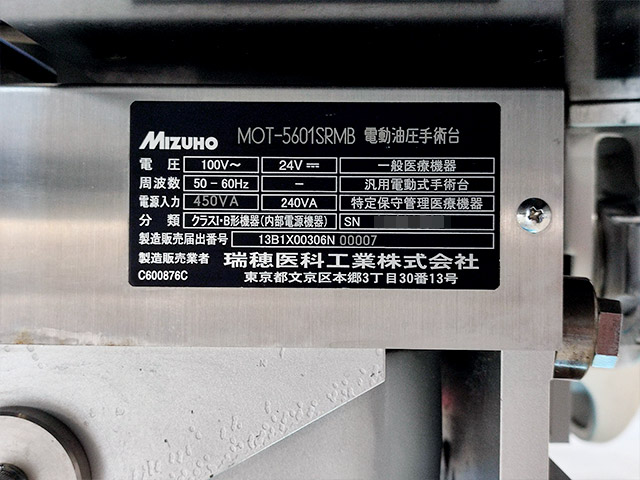 MIZUHO MOT-5601SRMB 電動油圧手術台
電圧 100V～ 24V⎓ 一般医療機器
周波数 50－60Hz － 汎用電動式手術台
電源入力 450VA 240VA 特定保守管理医療機器
分類 クラスI・B形機器(内部電源機器) SN
製造販売届出番号 13B1X00306N 00007
製造販売業者 瑞穂医科工業株式会社
C600876C 東京都文京区本郷3丁目30番13号